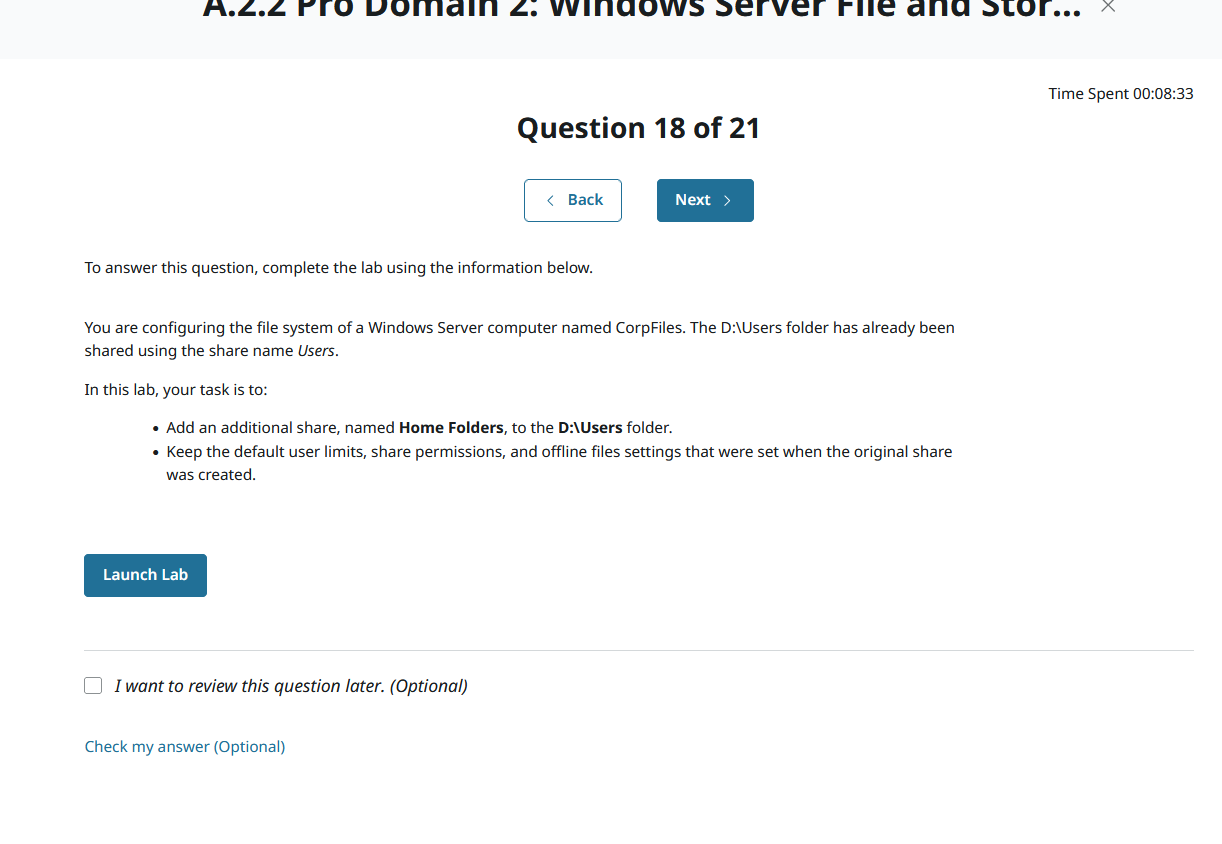 A.2.2 Pro Domain 2: Windows Server File and Stor...
Time Spent 00:08:33
Question 18 of 21
Back
Next
To answer this question, complete the lab using the information below.
You are configuring the file system of a Windows Server computer named CorpFiles. The D:\Users folder has already been
shared using the share name Users.
In this lab, your task is to:
• Add an additional share, named Home Folders, to the D:\Users folder.
• Keep the default user limits, share permissions, and offline files settings that were set when the original share
was created.
Launch Lab
I want to review this question later. (Optional)
Check my answer (Optional)